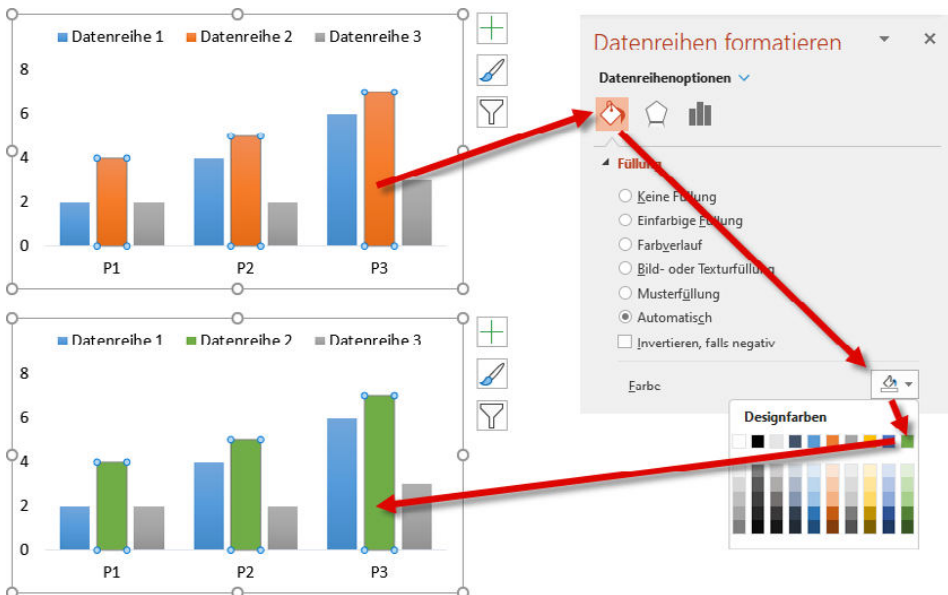 Datenreihe 1 Datenreihe 2 Datenreihe 3
8
6
4
2
0
P1 P2 P3
Datenreihe 1 Datenreihe 2 Datenreihe 3
8
6
4
2
0
P1 P2 P3
Datenreihen formatieren
Datenreihenoptionen
Füllung
Keine Füllung
Einfarbige Füllung
Farbverlauf
Bild- oder Texturfüllung
Musterfüllung
Automatisch
Invertieren, falls negativ
Farbe
Designfarben